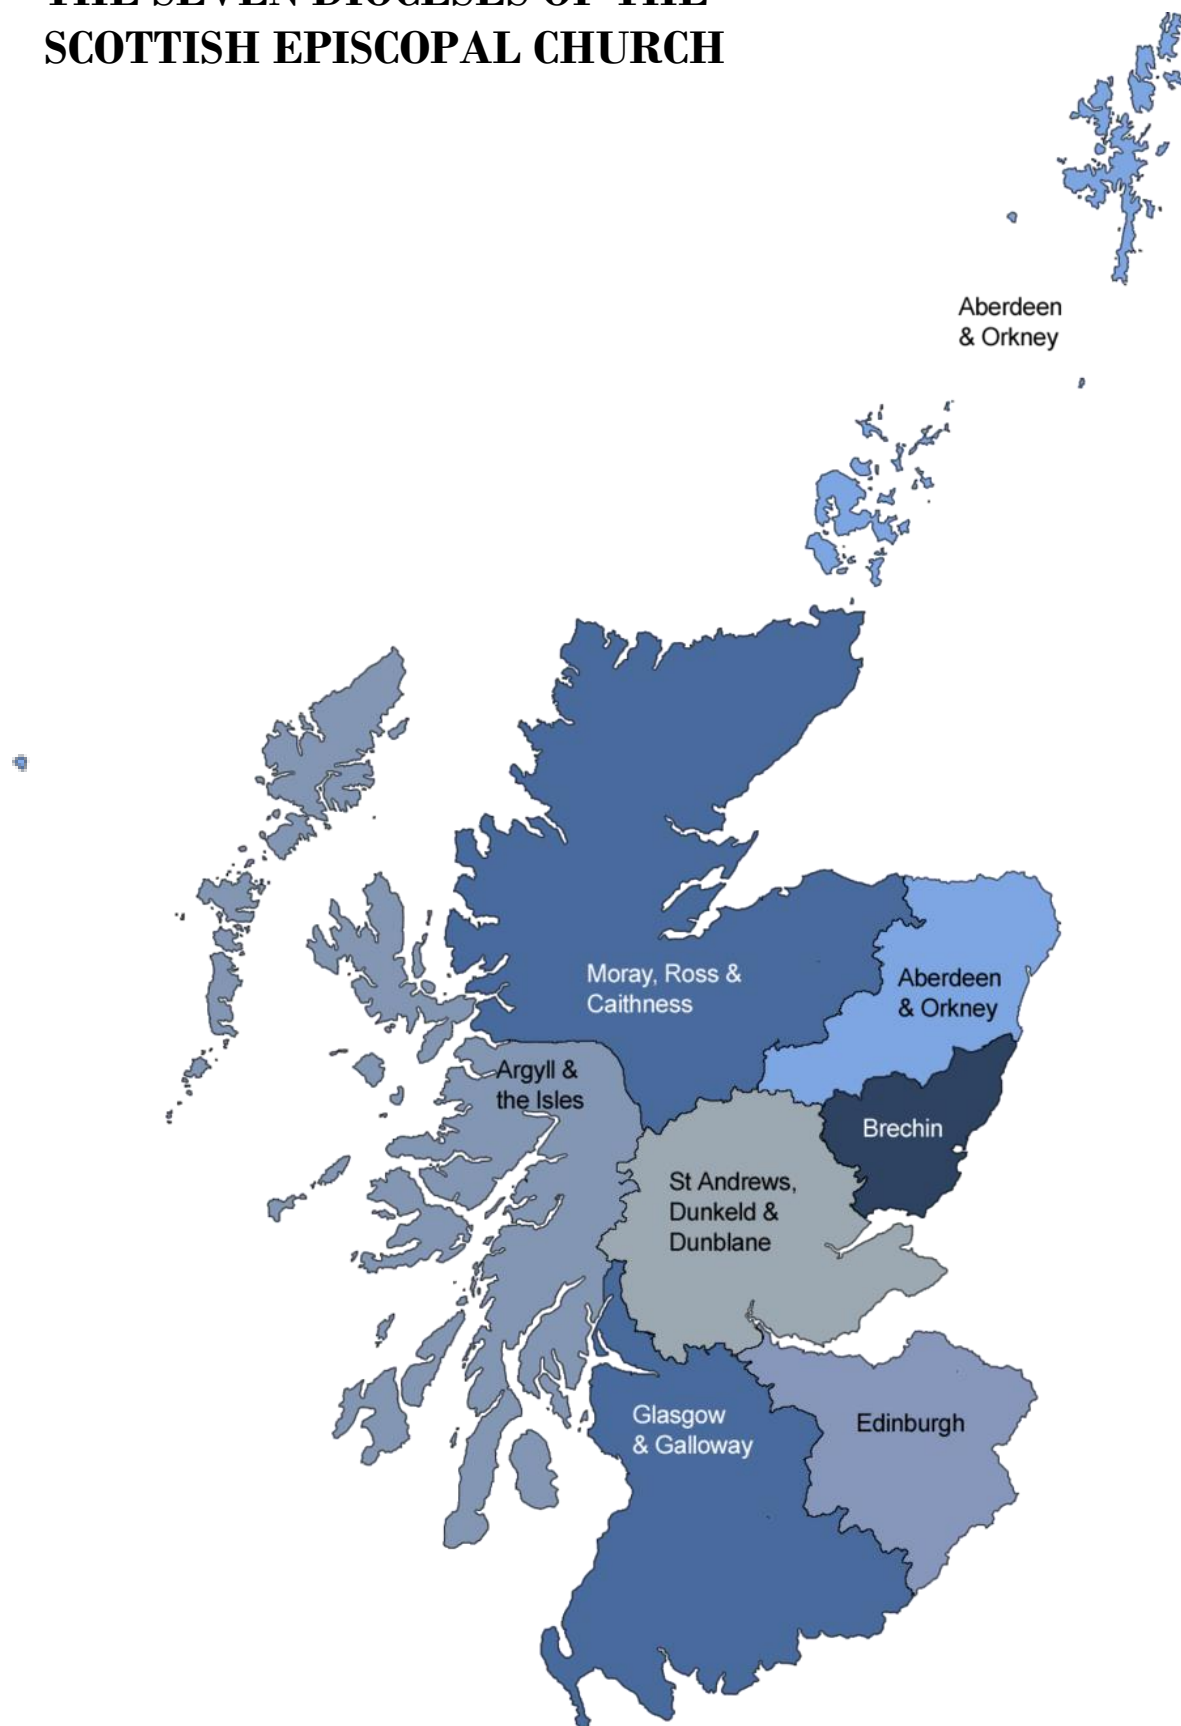 THE SEVEN DIOCESES OF THE
SCOTTISH EPISCOPAL CHURCH
Aberdeen
& Orkney
Moray, Ross &
Caithness
Aberdeen
& Orkney
Argyll &
the Isles
Brechin
St Andrews,
Dunkeld &
Dunblane
Glasgow
& Galloway
Edinburgh